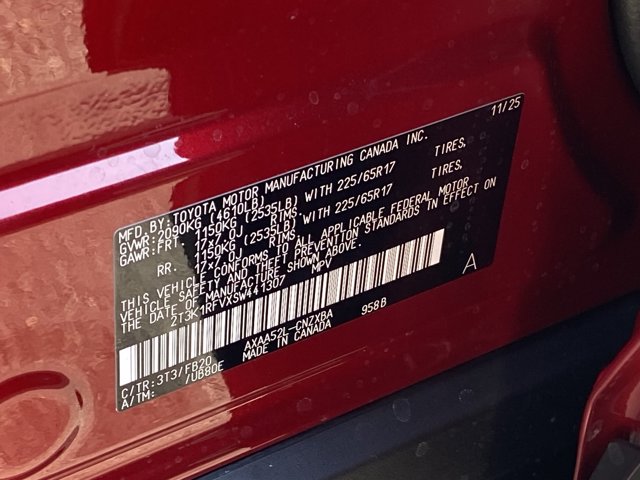 11/25
MFD.BY:TOYOTA MOTOR MANUFACTURING CANADA INC.
GVWR:2090KG (4610LB)
GAWR:FRT. 1150KG (2535LB) WITH 225/65R17 TIRES,
17x7.0J RIMS
RR. 1150KG (2535LB) WITH 225/65R17 TIRES,
17x7.0J RIMS
THIS VEHICLE CONFORMS TO ALL APPLICABLE FEDERAL MOTOR
VEHICLE SAFETY AND THEFT PREVENTION STANDARDS IN EFFECT ON
THE DATE OF MANUFACTURE SHOWN ABOVE.
2T3K1RFVXSW441307 MPV
A
C/TR:3T3/FB20 AXAA52L-CNZXBA 958B
A/TM: /UB80E MADE IN CANADA